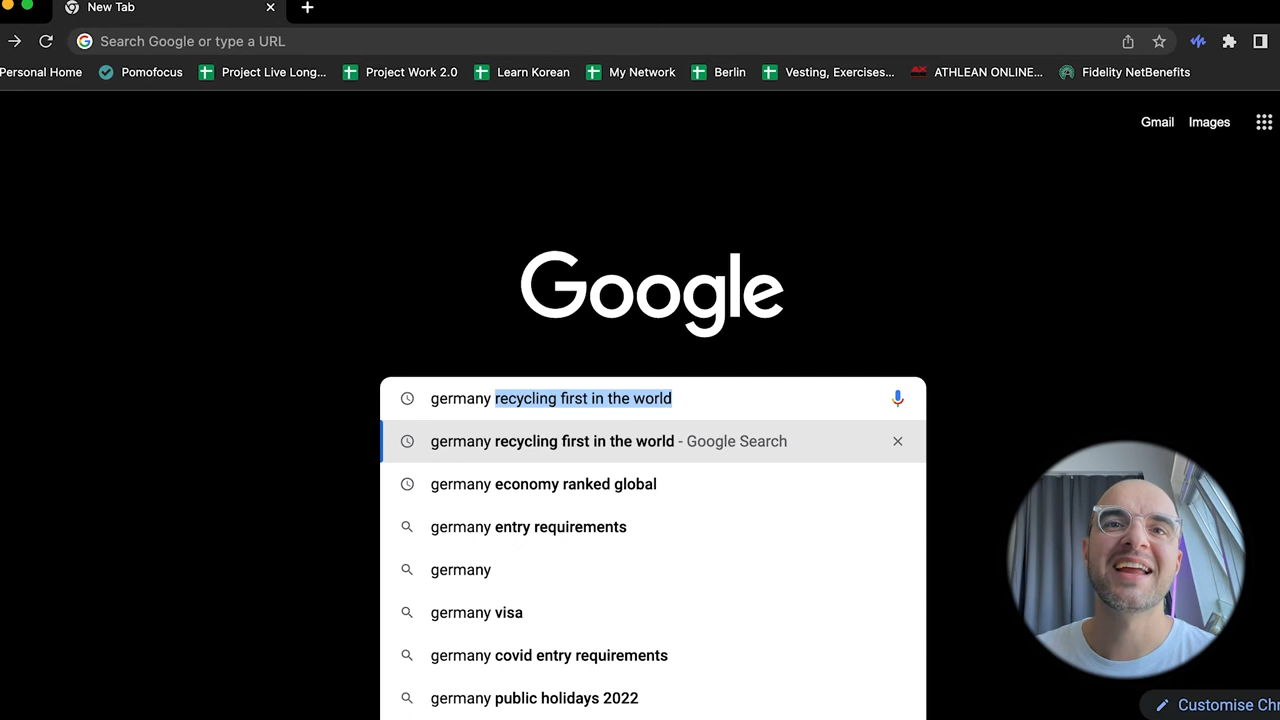 New Tab
Search Google or type a URL
Personal Home Pomofocus Project Live Long... Project Work 2.0 Learn Korean My Network Berlin Vesting, Exercises... ATHLEAN ONLINE... Fidelity NetBenefits
Gmail Images
Google
germany recycling first in the world
germany recycling first in the world - Google Search
germany economy ranked global
germany entry requirements
germany
germany visa
germany covid entry requirements
germany public holidays 2022
Customise Chr